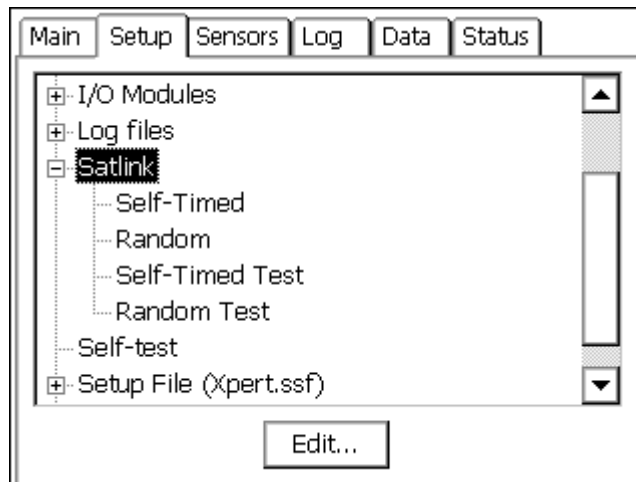 Main Setup Sensors Log Data Status
I/O Modules
Log files
Satlink
Self-Timed
Random
Self-Timed Test
Random Test
Self-test
Setup File (Xpert.ssf)
Edit...